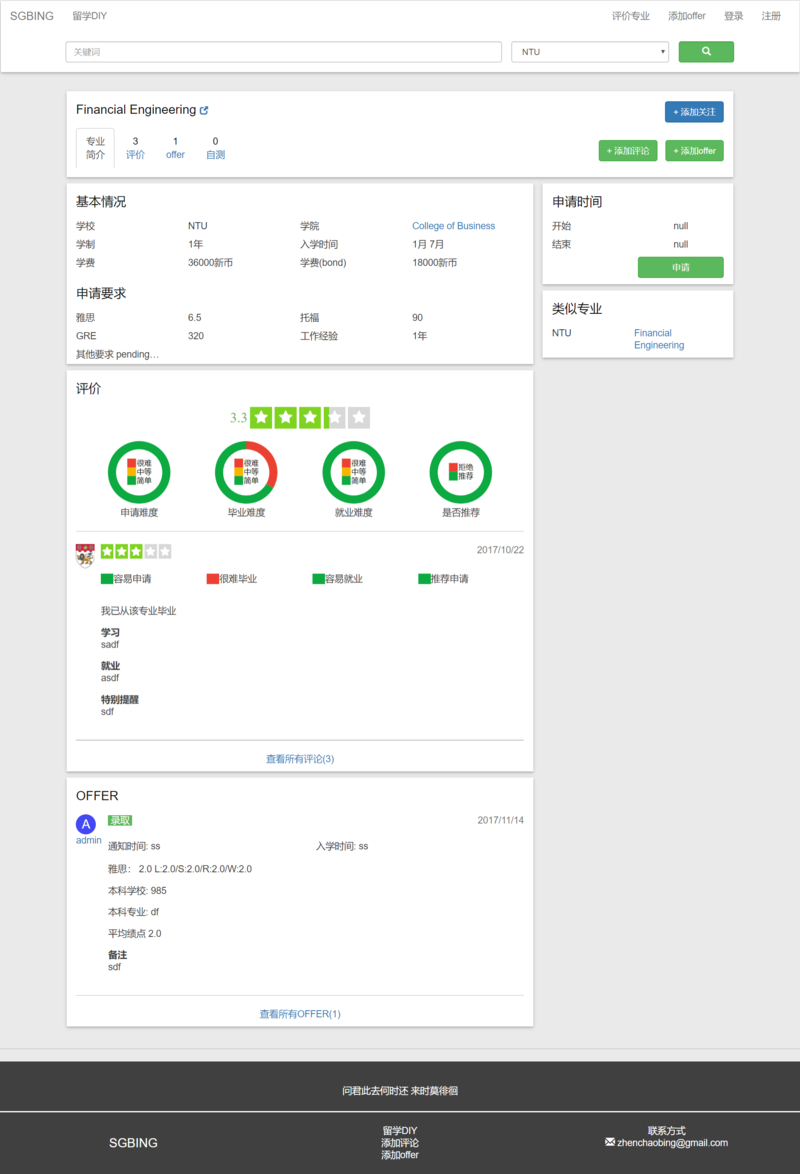 SGBING 留学DIY 评价专业 添加offer 登录 注册
关键词 NTU
Financial Engineering
+ 添加关注
专业简介 3 评价 1 offer 0 自测
+ 添加评论 + 添加offer
基本情况
学校 NTU 学院 College of Business
学制 1年 入学时间 1月 7月
学费 36000新币 学费(bond) 18000新币
申请要求
雅思 6.5 托福 90
GRE 320 工作经验 1年
其他要求 pending…
申请时间
开始 null
结束 null
申请
类似专业
NTU Financial Engineering
评价
3.3
很难 中等 简单 很难 中等 简单 很难 中等 简单 拒绝 推荐
申请难度 毕业难度 就业难度 是否推荐
2017/10/22
容易申请 很难毕业 容易就业 推荐申请
我已从该专业毕业
学习
sadf
就业
asdf
特别提醒
sdf
查看所有评论(3)
OFFER
A 录取 2017/11/14
admin
通知时间: ss 入学时间: ss
雅思: 2.0 L:2.0/S:2.0/R:2.0/W:2.0
本科学校: 985
本科专业: df
平均绩点 2.0
备注
sdf
查看所有OFFER(1)
问君此去何时还 来时莫徘徊
SGBING
留学DIY
添加评论
添加offer
联系方式
zhenchaobing@gmail.com